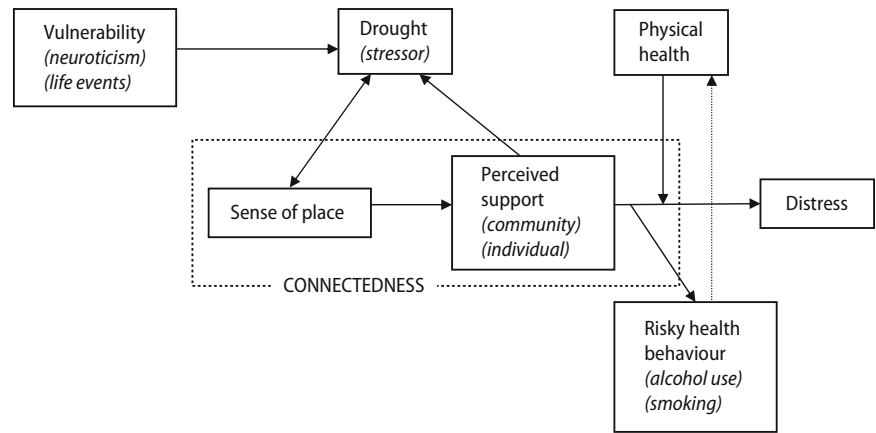 Vulnerability
(neuroticism)
(life events)
Drought
(stressor)
Physical
health
Sense of place
Perceived
support
(community)
(individual)
Distress
CONNECTEDNESS
Risky health
behaviour
(alcohol use)
(smoking)